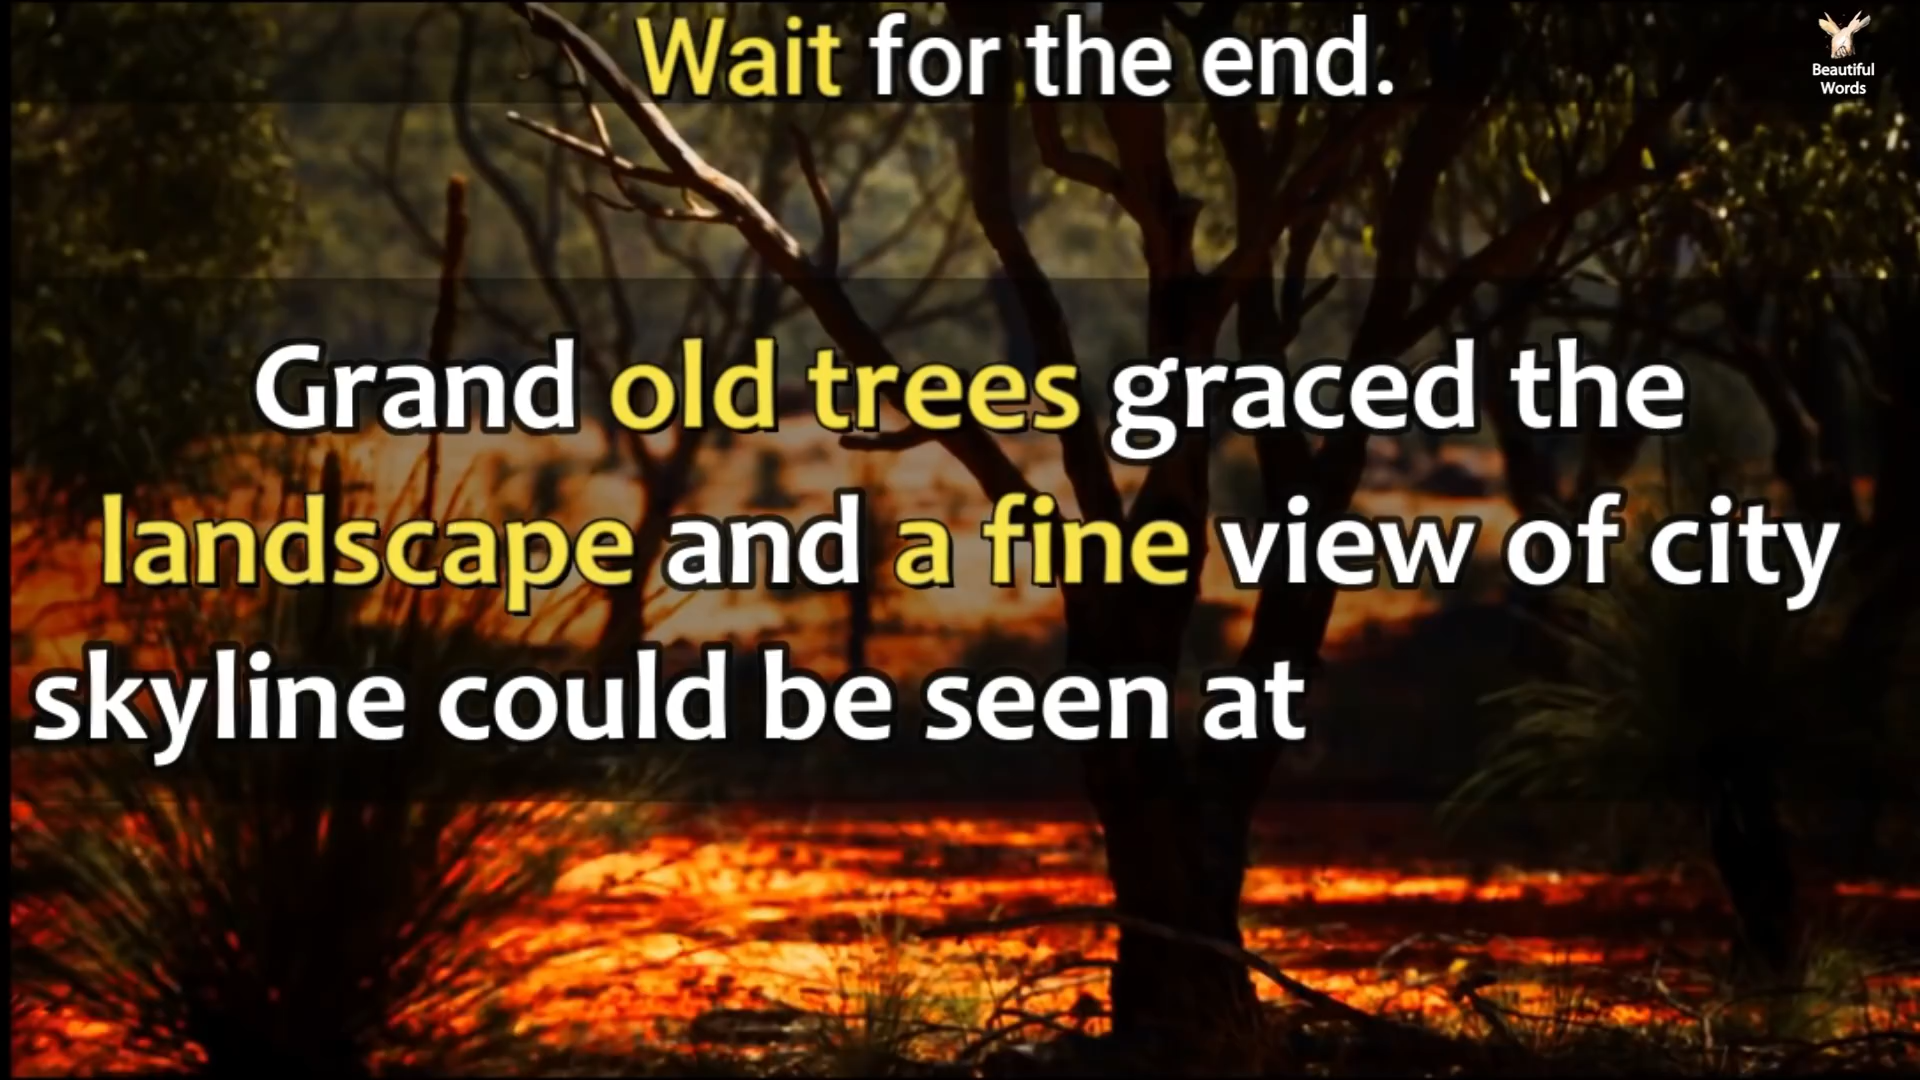 Wait for the end.
Beautiful
Words
Grand old trees graced the
landscape and a fine view of city
skyline could be seen at